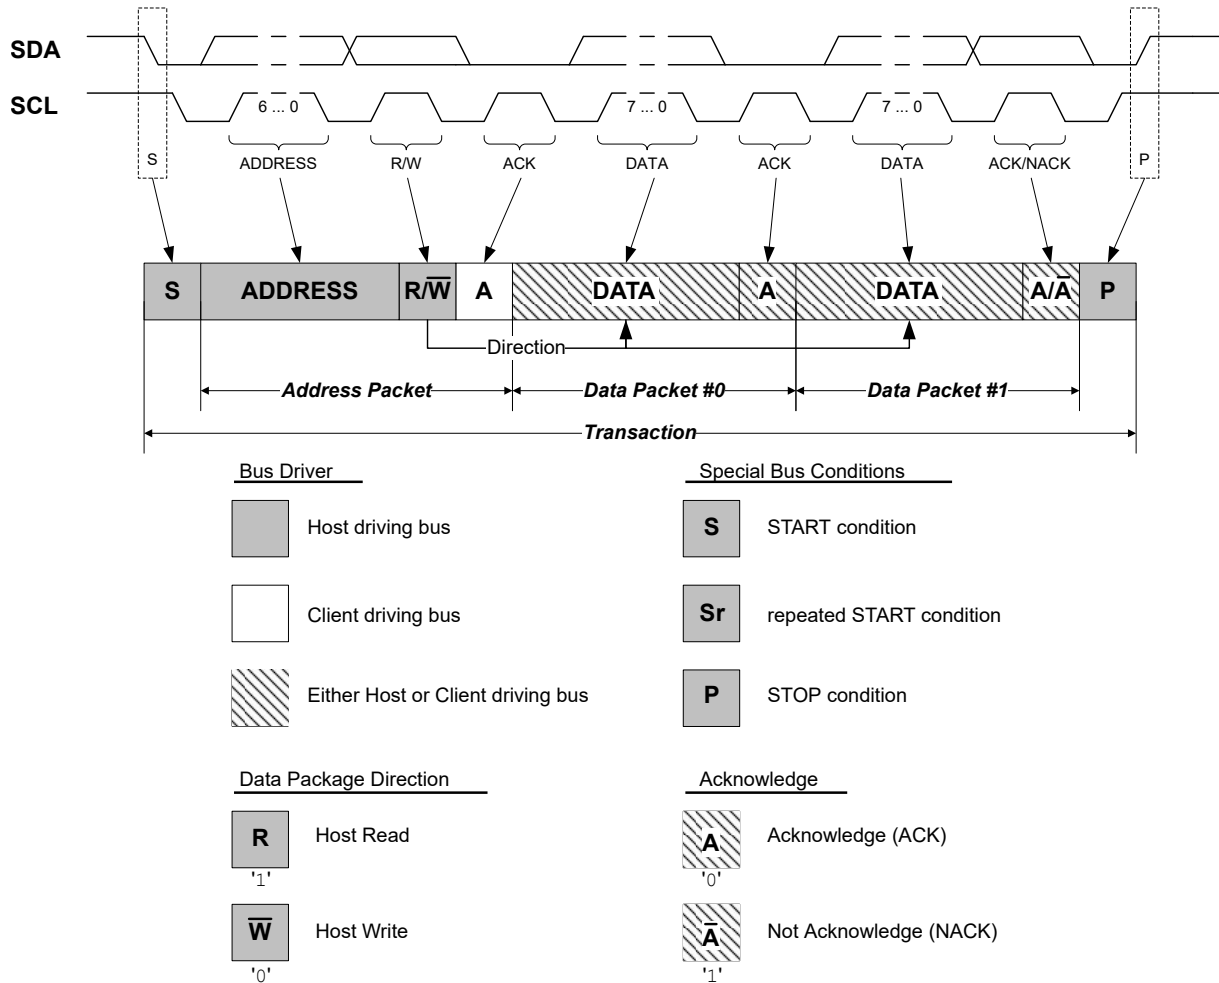 SDA
SCL
6 ... 0
7 ... 0
7 ... 0
S
ADDRESS
R/W
ACK
DATA
ACK
DATA
ACK/NACK
P
S
ADDRESS
R/W̅
A
DATA
A
DATA
A/A̅
P
Direction
Address Packet
Data Packet #0
Data Packet #1
Transaction
Bus Driver
Host driving bus
Client driving bus
Either Host or Client driving bus
Special Bus Conditions
S
START condition
Sr
repeated START condition
P
STOP condition
Data Package Direction
R
Host Read
'1'
W̅
Host Write
'0'
Acknowledge
A
Acknowledge (ACK)
'0'
A̅
Not Acknowledge (NACK)
'1'